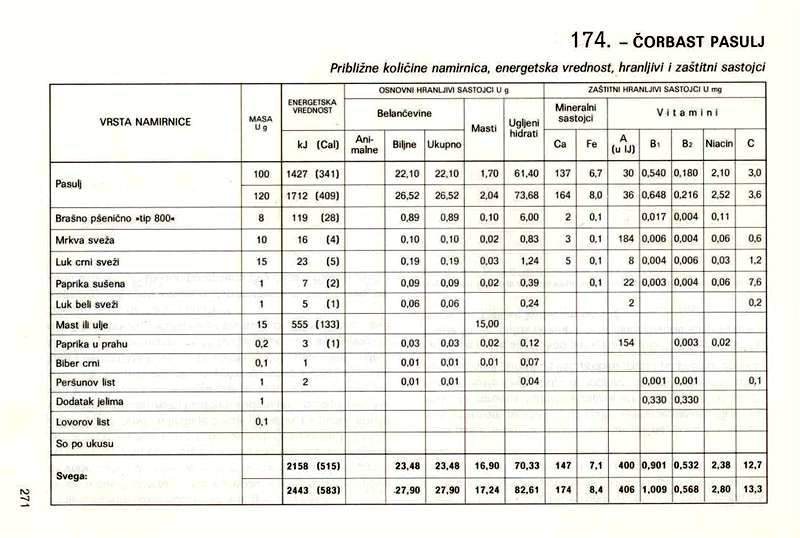 174. – ČORBAST PASULJ
Približne količine namirnica, energetska vrednost, hranljivi i zaštitni sastojci
VRSTA NAMIRNICE MASA U g ENERGETSKA VREDNOST OSNOVNI HRANLJIVI SASTOJCI U g ZAŠTITNI HRANLJIVI SASTOJCI U mg
Belančevine Masti Ugljeni hidrati Mineralni sastojci Vitamini
kJ (Cal) Ani-malne Biljne Ukupno Ca Fe A (u IJ) B1 B2 Niacin C
Pasulj 100 1427 (341) 22,10 22,10 1,70 61,40 137 6,7 30 0,540 0,180 2,10 3,0
120 1712 (409) 26,52 26,52 2,04 73,68 164 8,0 36 0,648 0,216 2,52 3,6
Brašno pšenično »tip 800« 8 119 (28) 0,89 0,89 0,10 6,00 2 0,1 0,017 0,004 0,11
Mrkva sveža 10 16 (4) 0,10 0,10 0,02 0,83 3 0,1 184 0,006 0,004 0,06 0,6
Luk crni sveži 15 23 (5) 0,19 0,19 0,03 1,24 5 0,1 8 0,004 0,006 0,03 1,2
Paprika sušena 1 7 (2) 0,09 0,09 0,02 0,39 0,1 22 0,003 0,004 0,06 7,6
Luk beli sveži 1 5 (1) 0,06 0,06 0,24 2 0,2
Mast ili ulje 15 555 (133) 15,00
Paprika u prahu 0,2 3 (1) 0,03 0,03 0,02 0,12 154 0,003 0,02
Biber crni 0,1 1 0,01 0,01 0,01 0,07
Peršunov list 1 2 0,01 0,01 0,04 0,001 0,001 0,1
Dodatak jelima 1 0,330 0,330
Lovorov list 0,1
So po ukusu
Svega: 2158 (515) 23,48 23,48 16,90 70,33 147 7,1 400 0,901 0,532 2,38 12,7
2443 (583) 27,90 27,90 17,24 82,61 174 8,4 406 1,009 0,568 2,80 13,3
271